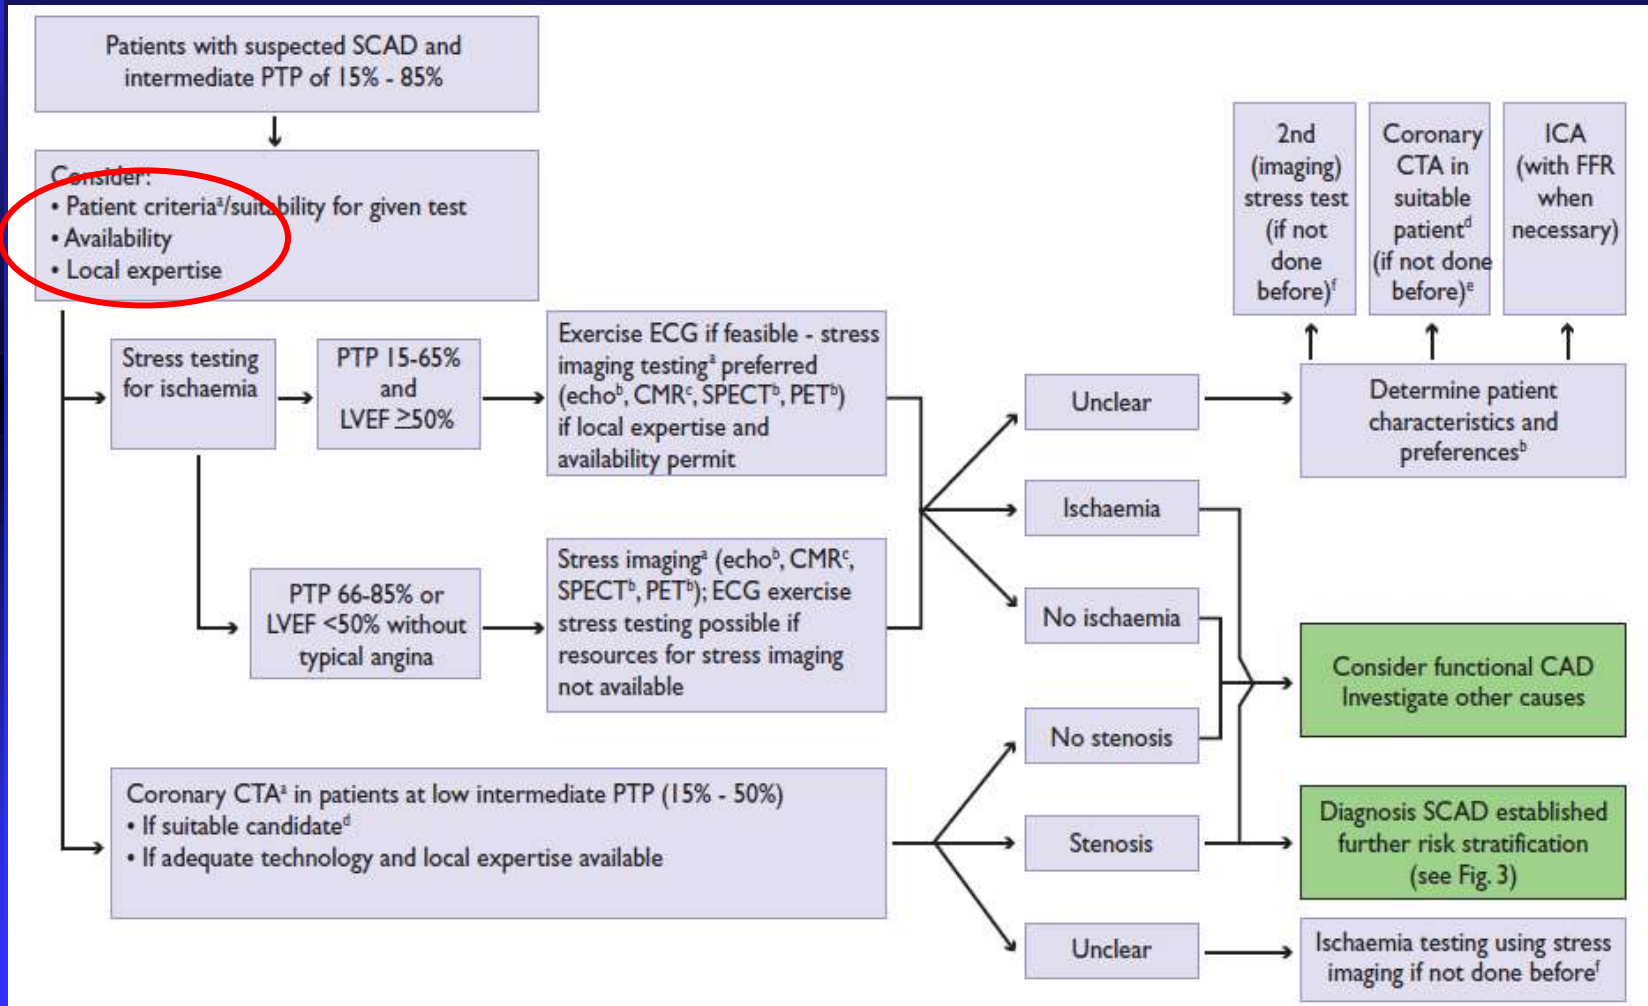 Patients with suspected SCAD and
intermediate PTP of 15% - 85%
Consider:
• Patient criteriaᵃ/suitability for given test
• Availability
• Local expertise
Stress testing
for ischaemia
PTP 15-65%
and
LVEF ≥50%
Exercise ECG if feasible - stress
imaging testingᵃ preferred
(echoᵇ, CMRᶜ, SPECTᵇ, PETᵇ)
if local expertise and
availability permit
PTP 66-85% or
LVEF <50% without
typical angina
Stress imagingᵃ (echoᵇ, CMRᶜ,
SPECTᵇ, PETᵇ); ECG exercise
stress testing possible if
resources for stress imaging
not available
Coronary CTAᵃ in patients at low intermediate PTP (15% - 50%)
• If suitable candidateᵈ
• If adequate technology and local expertise available
Unclear
Ischaemia
No ischaemia
No stenosis
Stenosis
Unclear
2nd
(imaging)
stress test
(if not
done
before)ᶠ
Coronary
CTA in
suitable
patientᵈ
(if not done
before)ᵉ
ICA
(with FFR
when
necessary)
Determine patient
characteristics and
preferencesᵇ
Consider functional CAD
Investigate other causes
Diagnosis SCAD established
further risk stratification
(see Fig. 3)
Ischaemia testing using stress
imaging if not done beforeᶠ